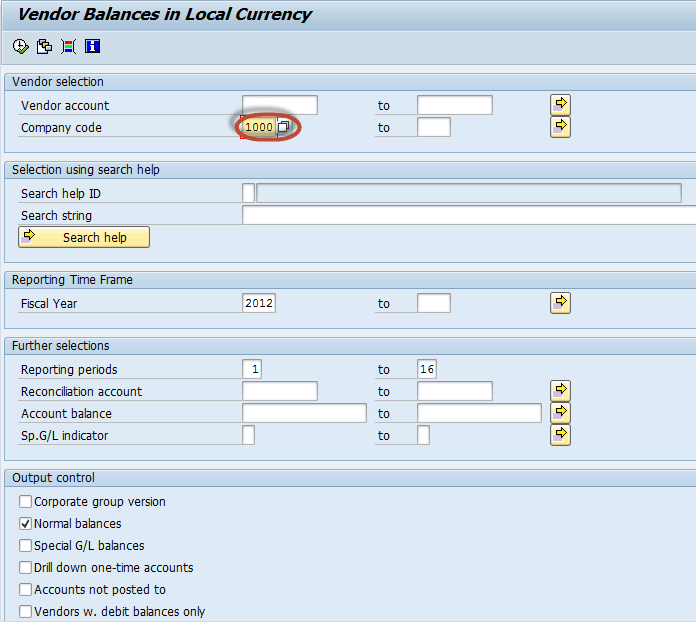 Vendor Balances in Local Currency
Vendor selection
Vendor account to
Company code 1000 to
Selection using search help
Search help ID
Search string
Search help
Reporting Time Frame
Fiscal Year 2012 to
Further selections
Reporting periods 1 to 16
Reconciliation account to
Account balance to
Sp.G/L indicator to
Output control
Corporate group version
Normal balances
Special G/L balances
Drill down one-time accounts
Accounts not posted to
Vendors w. debit balances only